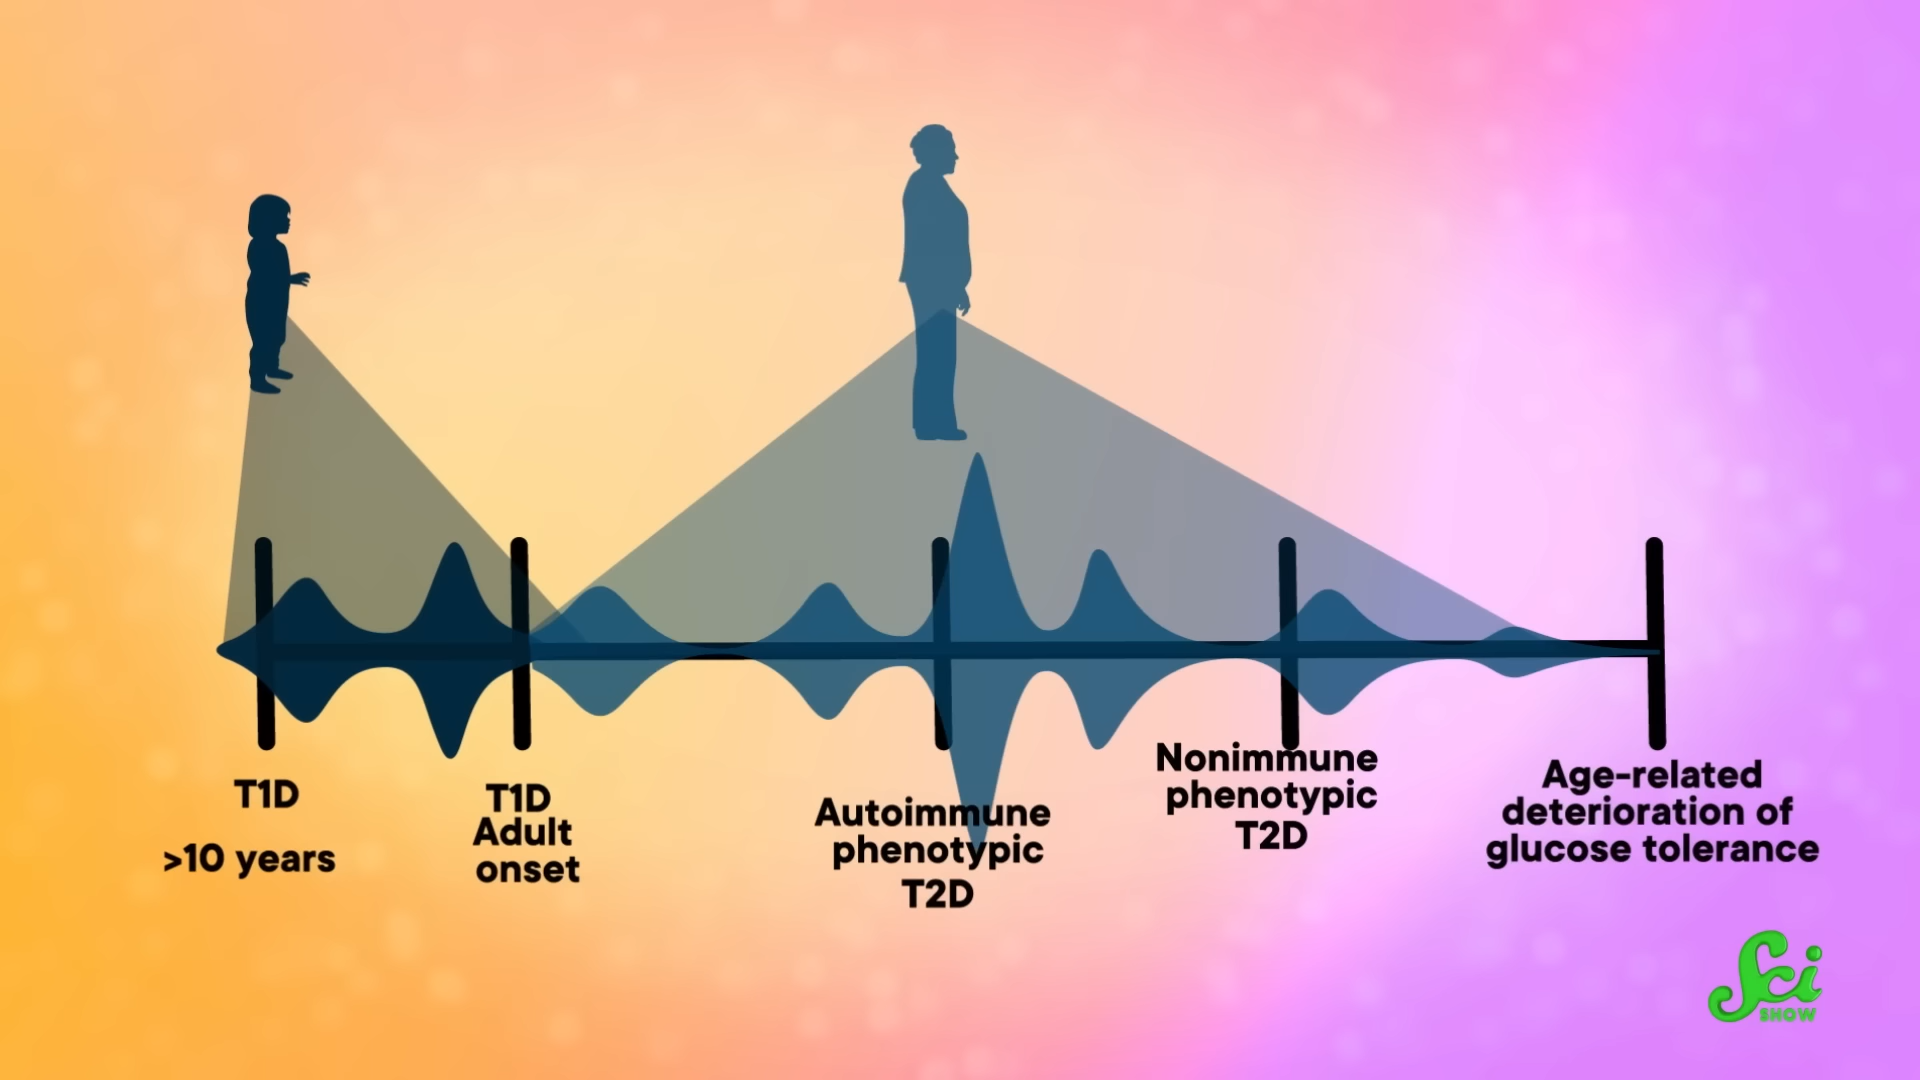 T1D
>10 years
T1D
Adult
onset
Autoimmune
phenotypic
T2D
Nonimmune
phenotypic
T2D
Age-related
deterioration of
glucose tolerance
Sci
SHOW